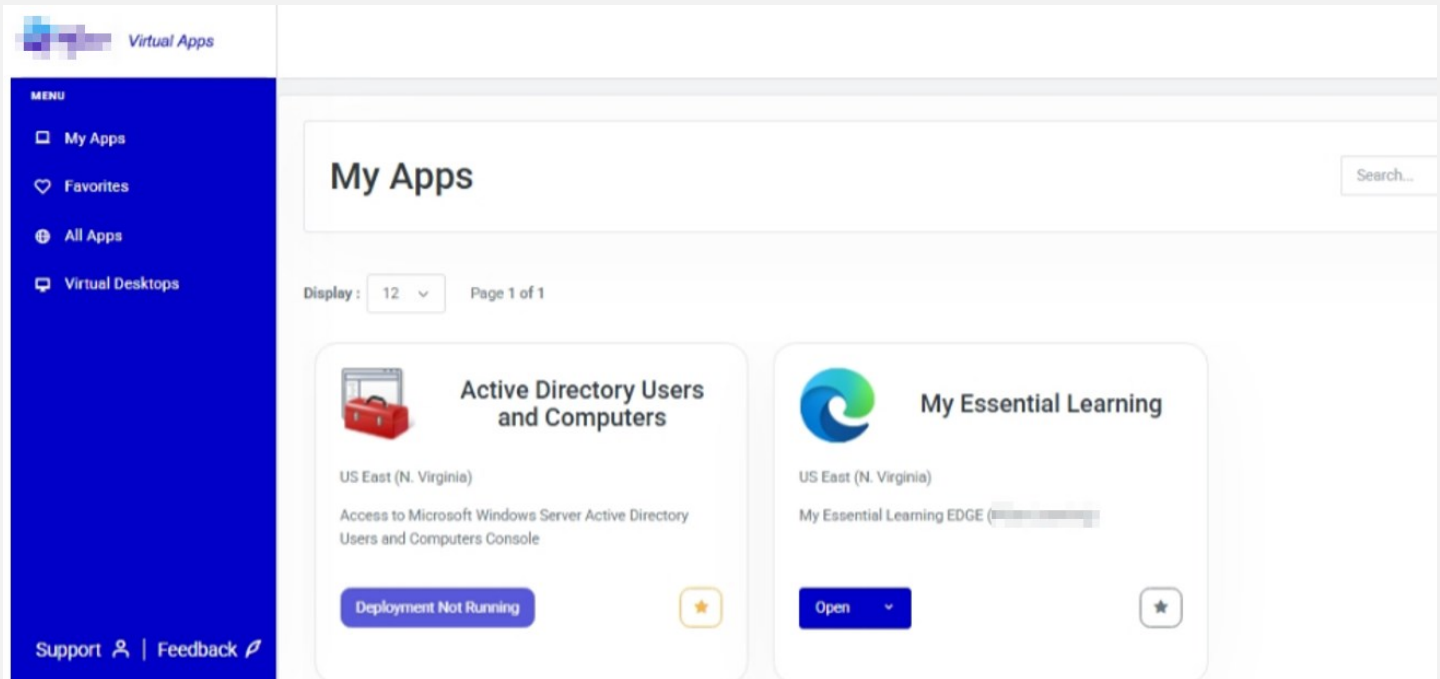 Virtual Apps
MENU
My Apps
Favorites
All Apps
Virtual Desktops
Support | Feedback
My Apps
Search...
Display : 12 Page 1 of 1
Active Directory Users
and Computers
US East (N. Virginia)
Access to Microsoft Windows Server Active Directory
Users and Computers Console
Deployment Not Running
My Essential Learning
US East (N. Virginia)
My Essential Learning EDGE (
Open